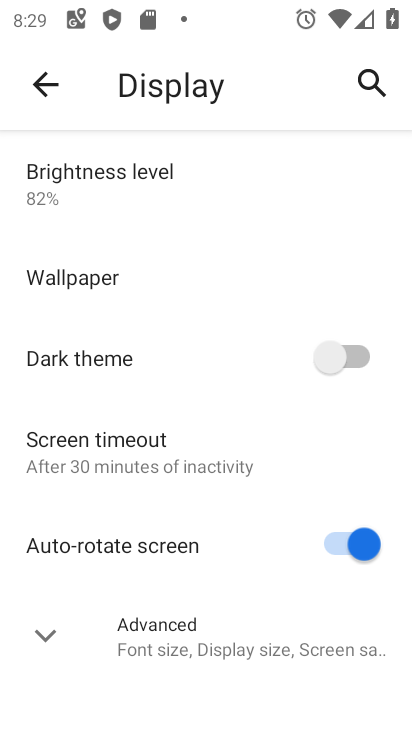 8:29
Display
Brightness level
82%
Wallpaper
Dark theme
Screen timeout
After 30 minutes of inactivity
Auto-rotate screen
Advanced
Font size, Display size, Screen sa..